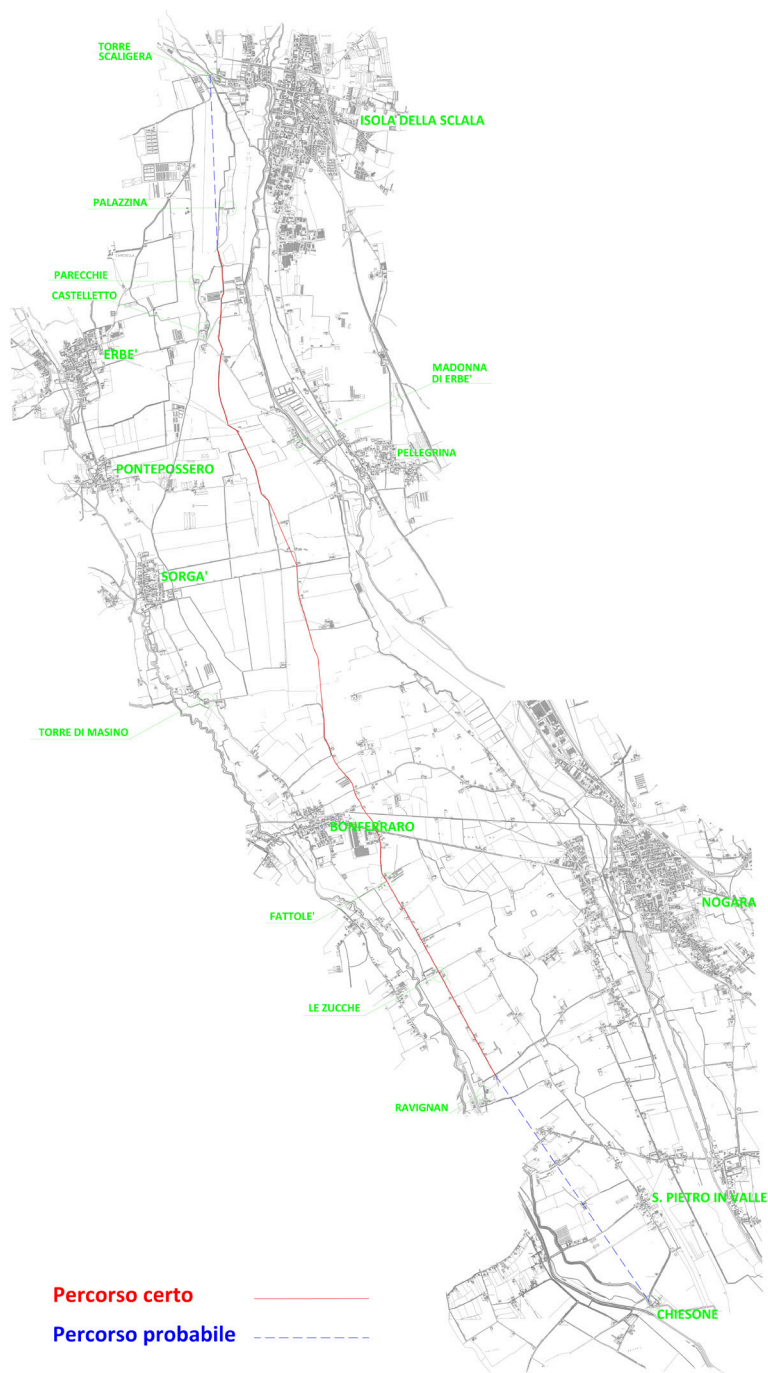 TORRE
SCALIGERA
ISOLA DELLA SCLALA
PALAZZINA
PARECCHIE
CASTELLETTO
ERBE'
MADONNA
DI ERBE'
PELLEGRINA
PONTEPOSSERO
SORGA'
TORRE DI MASINO
BONFERRARO
NOGARA
FATTOLE'
LE ZUCCHE
RAVIGNAN
S. PIETRO IN VALLE
CHIESONE
Percorso certo
Percorso probabile